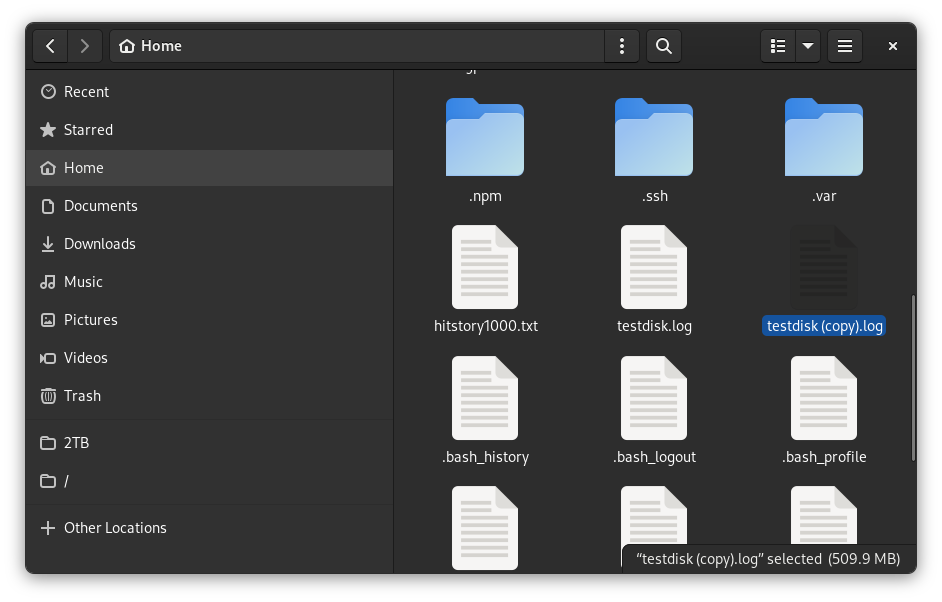 Home
Recent
Starred
Home
Documents
Downloads
Music
Pictures
Videos
Trash
2TB
/
Other Locations
.npm
.ssh
.var
hitstory1000.txt
testdisk.log
testdisk (copy).log
.bash_history
.bash_logout
.bash_profile
“testdisk (copy).log” selected (509.9 MB)